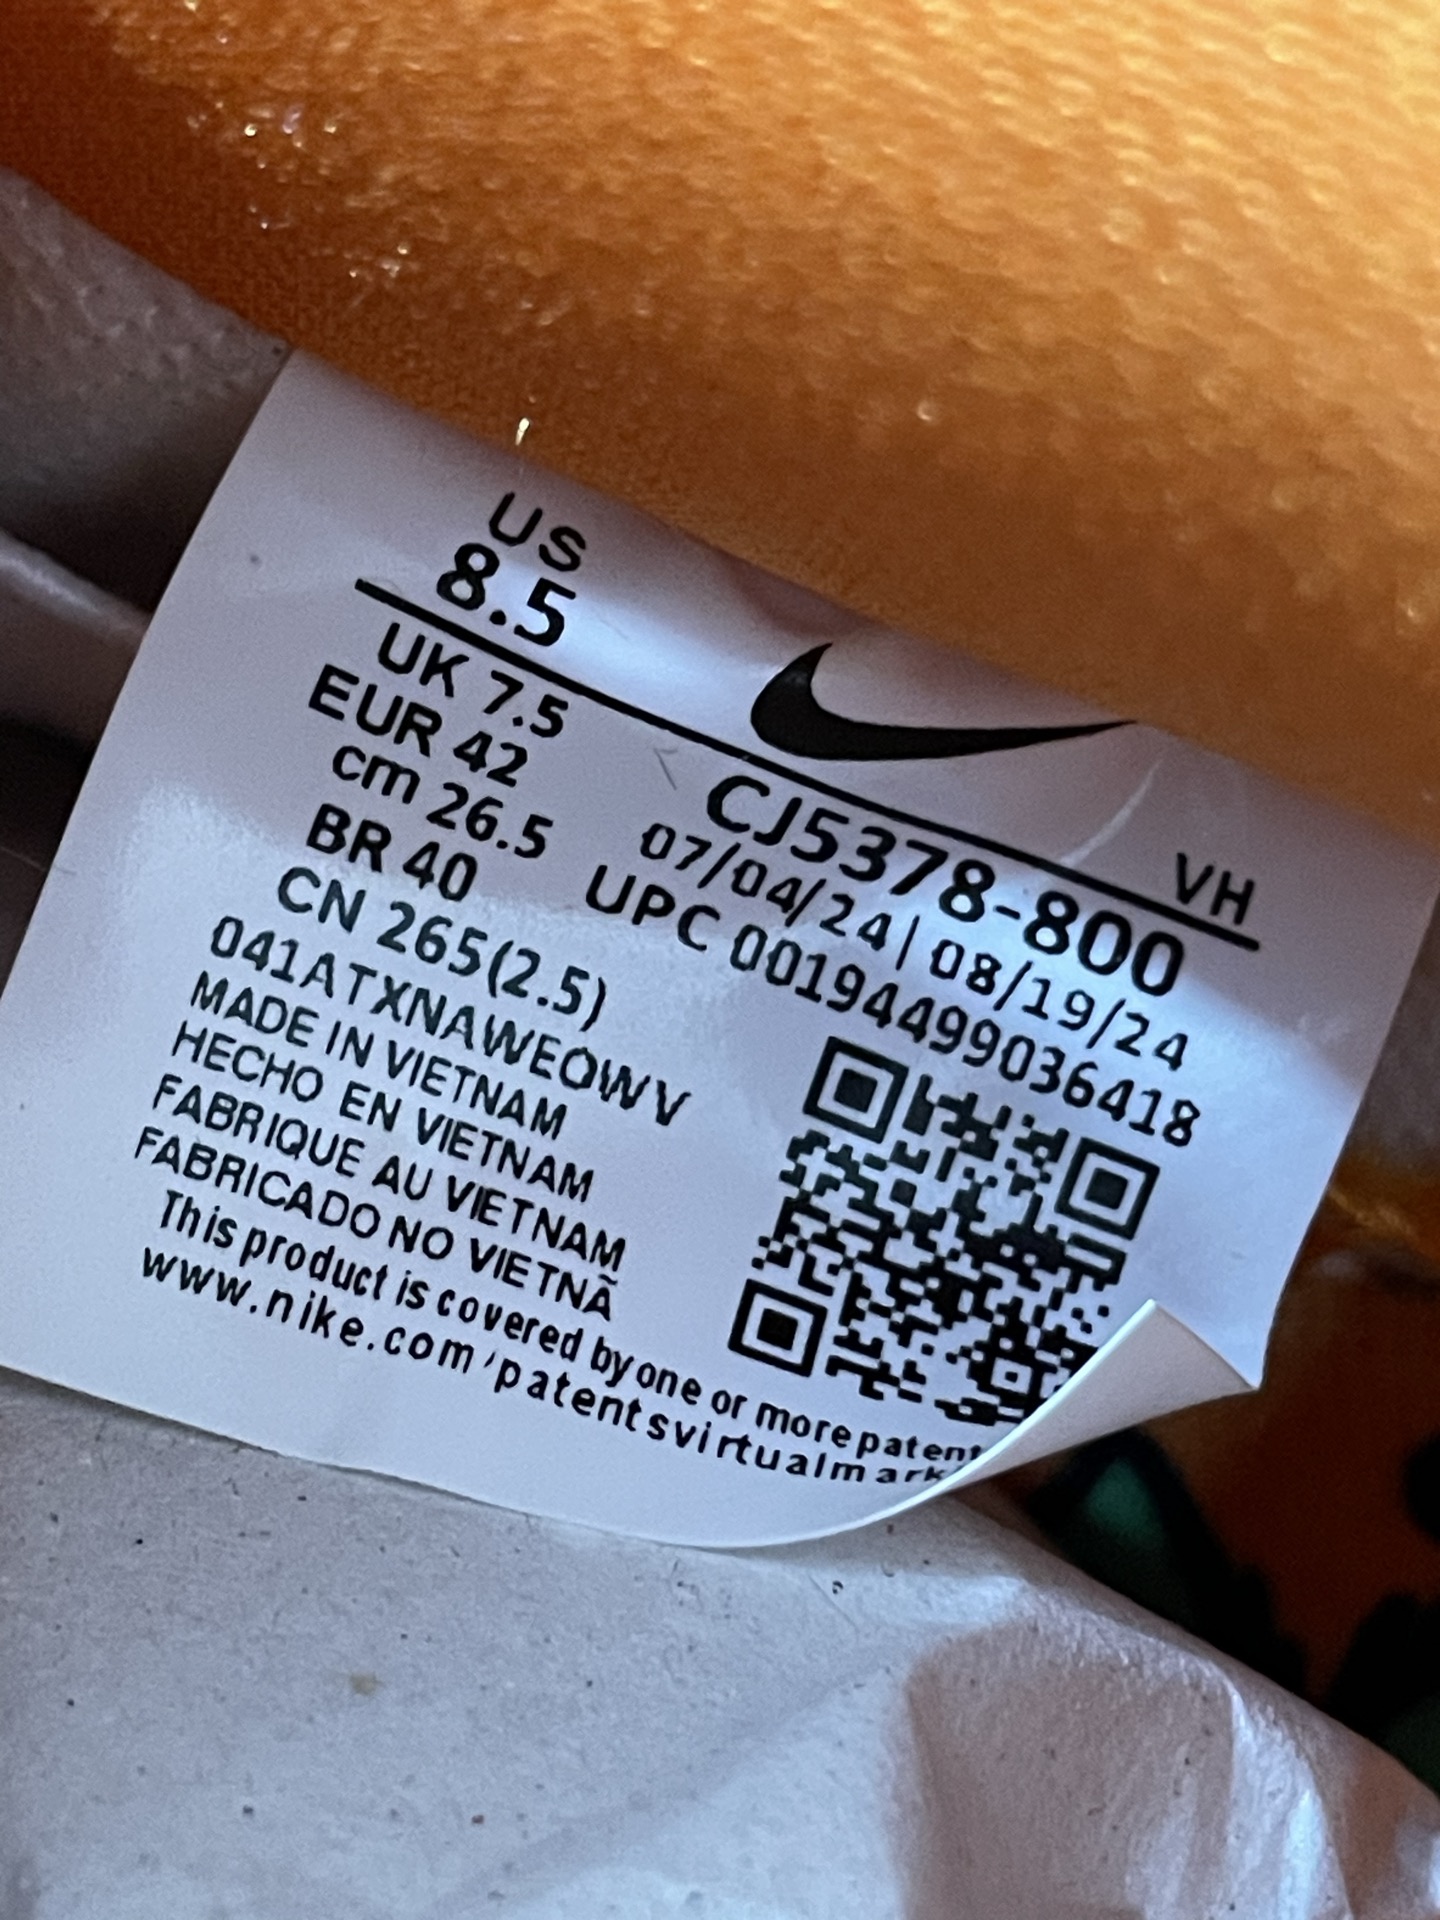 US
8.5
UK 7.5
EUR 42
cm 26.5
BR 40
CN 265(2.5)
VH
CJ5378-800
07/04/24|08/19/24
UPC 00194499036418
041ATXNAWEOWV
MADE IN VIETNAM
HECHO EN VIETNAM
FABRIQUE AU VIETNAM
FABRICADO NO VIETNÃ
This product is covered by one or more patent
www.nike.com/patentsvirtualmark